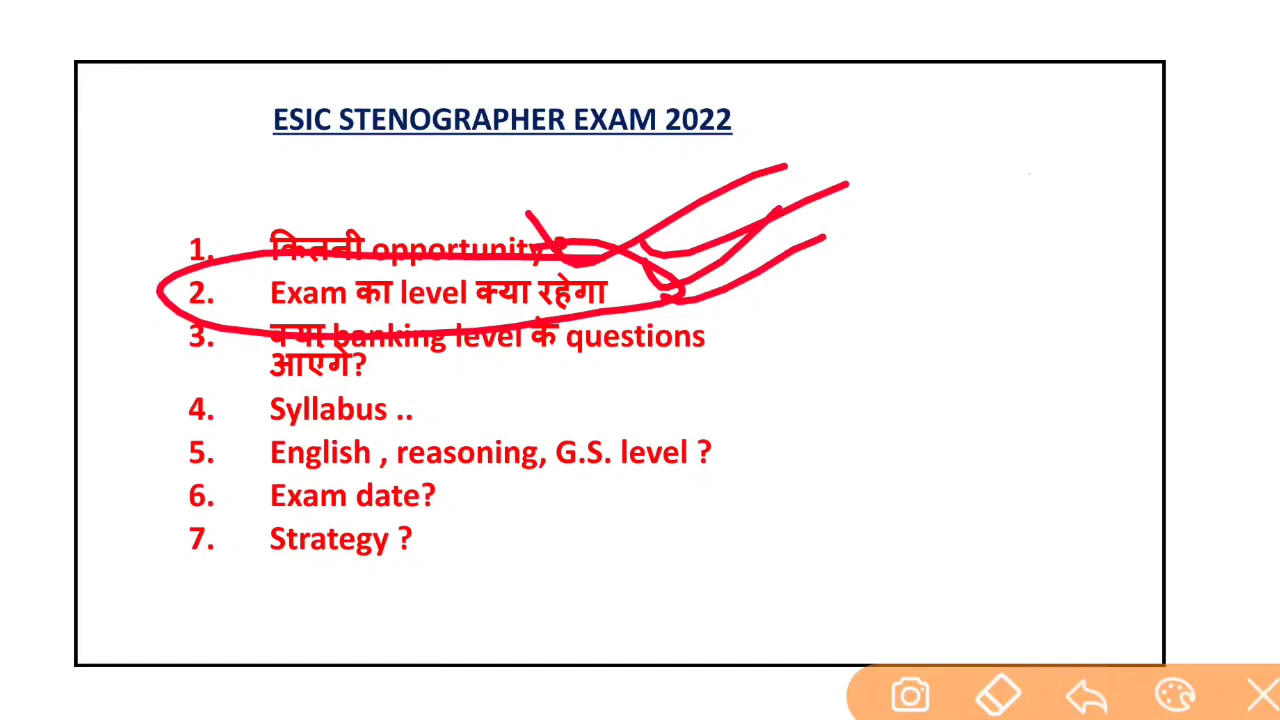 ESIC STENOGRAPHER EXAM 2022
1. कितनी opportunity ?
2. Exam का level क्या रहेगा
3. क्या banking level के questions
आएगे?
4. Syllabus ..
5. English , reasoning, G.S. level ?
6. Exam date?
7. Strategy ?